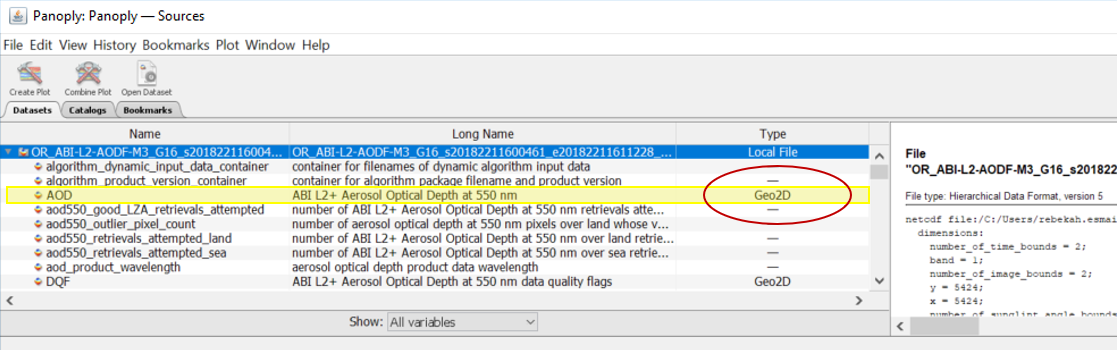 Panoply: Panoply — Sources
File Edit View History Bookmarks Plot Window Help
Create Plot Combine Plot Open Dataset
Datasets Catalogs Bookmarks
Name Long Name Type
OR_ABI-L2-AODF-M3_G16_s201822116004... OR_ABI-L2-AODF-M3_G16_s20182211600461_e20182211611228_... Local File
algorithm_dynamic_input_data_container container for filenames of dynamic algorithm input data
algorithm_product_version_container container for algorithm package filename and product version —
AOD ABI L2+ Aerosol Optical Depth at 550 nm Geo2D
aod550_good_LZA_retrievals_attempted number of ABI L2+ Aerosol Optical Depth at 550 nm retrievals atte... —
aod550_outlier_pixel_count number of aerosol optical depth at 550 nm pixels over land whose v...
aod550_retrievals_attempted_land number of ABI L2+ Aerosol Optical Depth at 550 nm over land retrie... —
aod550_retrievals_attempted_sea number of ABI L2+ Aerosol Optical Depth at 550 nm over sea retrie... —
aod_product_wavelength aerosol optical depth product data wavelength —
DQF ABI L2+ Aerosol Optical Depth at 550 nm data quality flags Geo2D
Show: All variables
File
"OR_ABI-L2-AODF-M3_G16_s201822
File type: Hierarchical Data Format, version 5
netcdf file:/C:/Users/rebekah.esmai
dimensions:
number_of_time_bounds = 2;
band = 1;
number_of_image_bounds = 2;
y = 5424;
x = 5424;
number_of_sunglint_angle_bounds